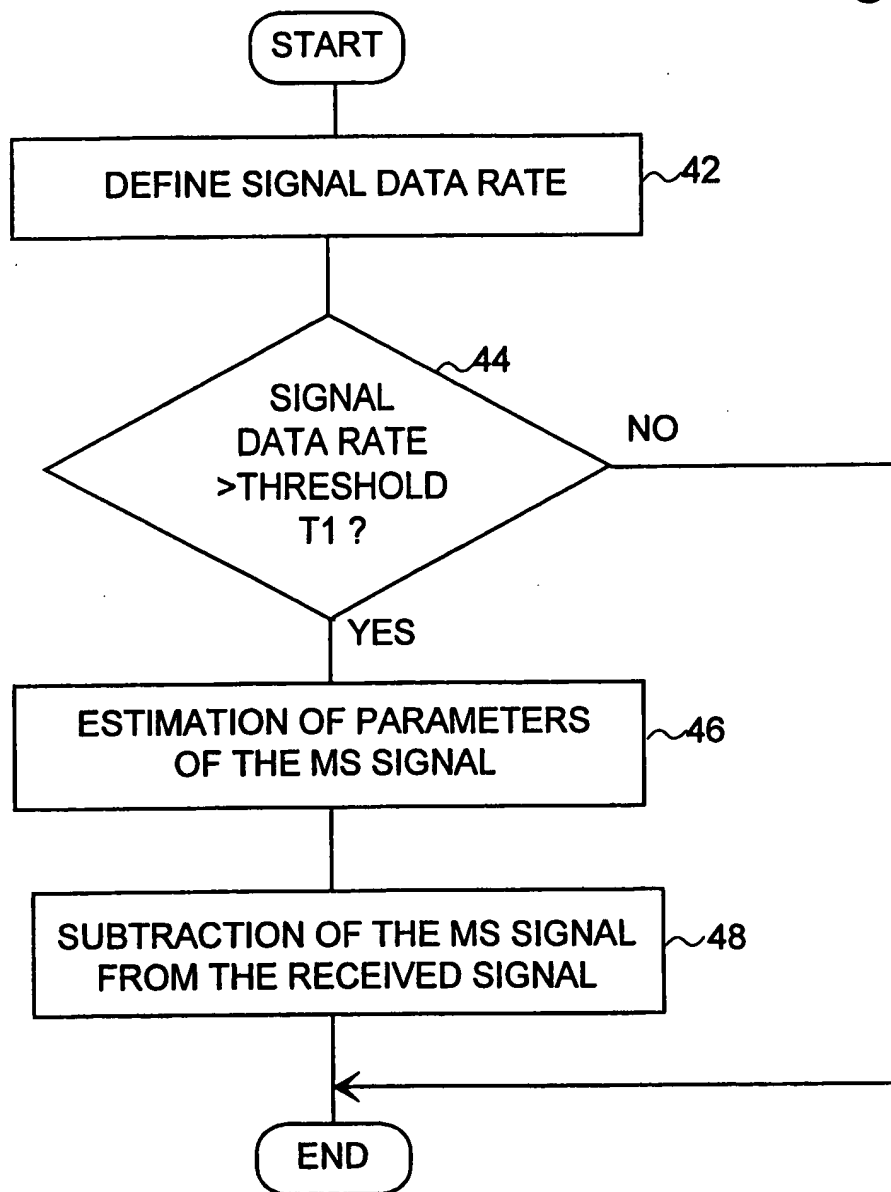 START
DEFINE SIGNAL DATA RATE
42
44
SIGNAL
DATA RATE
>THRESHOLD
T1 ?
NO
YES
ESTIMATION OF PARAMETERS
OF THE MS SIGNAL
46
SUBTRACTION OF THE MS SIGNAL
FROM THE RECEIVED SIGNAL
48
END